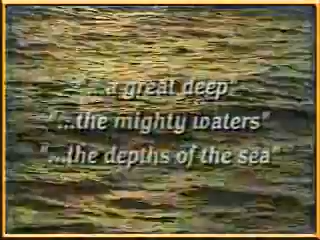 "...a great deep"
"...the mighty waters"
"...the depths of the sea"